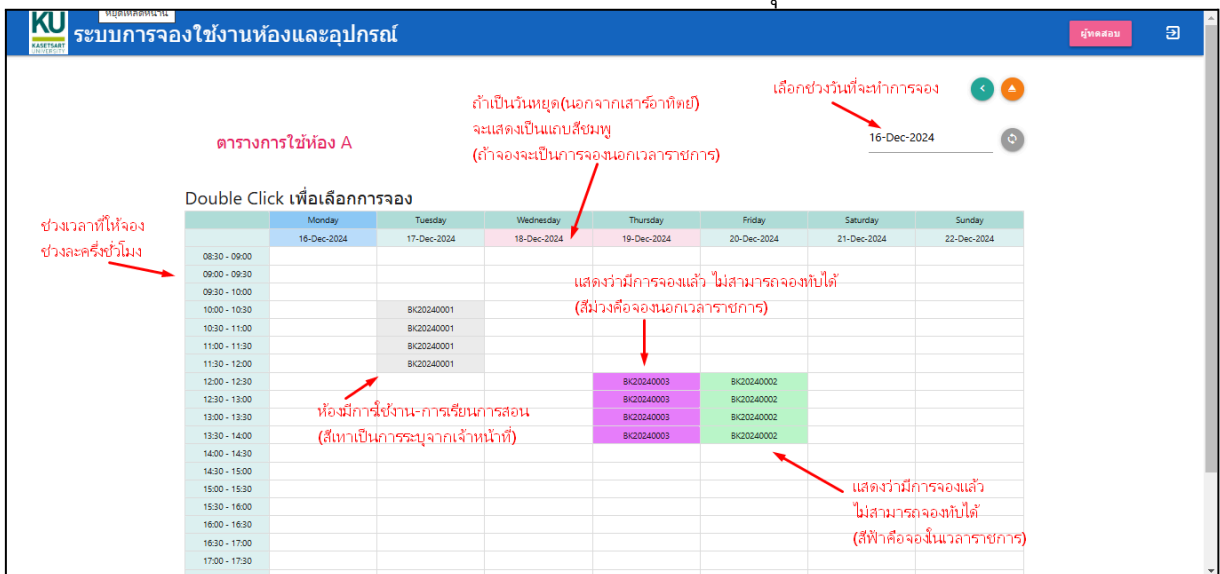 หยุดโหลดหน้านี้
KU
KASETSART
UNIVERSITY
ระบบการจองใช้งานห้องและอุปกรณ์
ผู้ทดสอบ
เลือกช่วงวันที่จะทำการจอง
ถ้าเป็นวันหยุด(นอกจากเสาร์อาทิตย์)
จะแสดงเป็นแถบสีชมพู
(ถ้าจองจะเป็นการจองนอกเวลาราชการ)
ตารางการใช้ห้อง A
16-Dec-2024
Double Click เพื่อเลือกการจอง
ช่วงเวลาที่ให้จอง
ช่วงละครึ่งชั่วโมง
Monday Tuesday Wednesday Thursday Friday Saturday Sunday
16-Dec-2024 17-Dec-2024 18-Dec-2024 19-Dec-2024 20-Dec-2024 21-Dec-2024 22-Dec-2024
08:30 - 09:00
09:00 - 09:30
09:30 - 10:00
แสดงว่ามีการจองแล้ว ไม่สามารถจองทับได้
(สีม่วงคือจองนอกเวลาราชการ)
10:00 - 10:30 BK20240001
10:30 - 11:00 BK20240001
11:00 - 11:30 BK20240001
11:30 - 12:00 BK20240001
12:00 - 12:30 BK20240003 BK20240002
12:30 - 13:00 BK20240003 BK20240002
13:00 - 13:30 BK20240003 BK20240002
13:30 - 14:00 BK20240003 BK20240002
ห้องมีการใช้งาน-การเรียนการสอน
(สีเทาเป็นการระบุจากเจ้าหน้าที่)
14:00 - 14:30
14:30 - 15:00
15:00 - 15:30
15:30 - 16:00
16:00 - 16:30
16:30 - 17:00
17:00 - 17:30
แสดงว่ามีการจองแล้ว
ไม่สามารถจองทับได้
(สีฟ้าคือจองในเวลาราชการ)